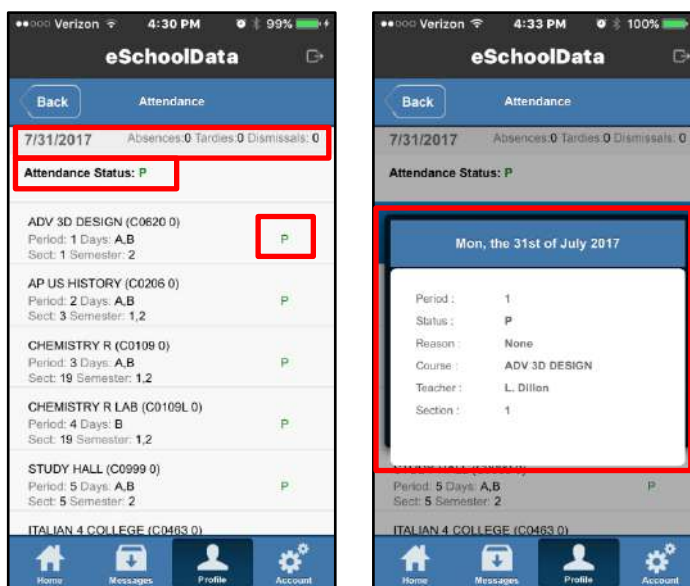 Verizon 4:30 PM 99%
eSchoolData
Back Attendance
7/31/2017 Absences:0 Tardies:0 Dismissals: 0
Attendance Status: P
ADV 3D DESIGN (C0620 0)
Period: 1 Days: A,B P
Sect: 1 Semester: 2
AP US HISTORY (C0206 0)
Period: 2 Days: A,B P
Sect: 3 Semester: 1,2
CHEMISTRY R (C0109 0)
Period: 3 Days: A,B P
Sect: 19 Semester: 1,2
CHEMISTRY R LAB (C0109L 0)
Period: 4 Days: B P
Sect: 19 Semester: 1,2
STUDY HALL (C0999 0)
Period: 5 Days: A,B P
Sect: 5 Semester: 2
ITALIAN 4 COLLEGE (C0463 0)
Home Messages Profile Account
Verizon 4:33 PM 100%
eSchoolData
Back Attendance
7/31/2017 Absences:0 Tardies:0 Dismissals: 0
Attendance Status: P
Mon, the 31st of July 2017
Period : 1
Status : P
Reason : None
Course : ADV 3D DESIGN
Teacher : L. Dillon
Section : 1
Period: 5 Days: A,B P
Sect: 5 Semester: 2
ITALIAN 4 COLLEGE (C0463 0)
Home Messages Profile Account